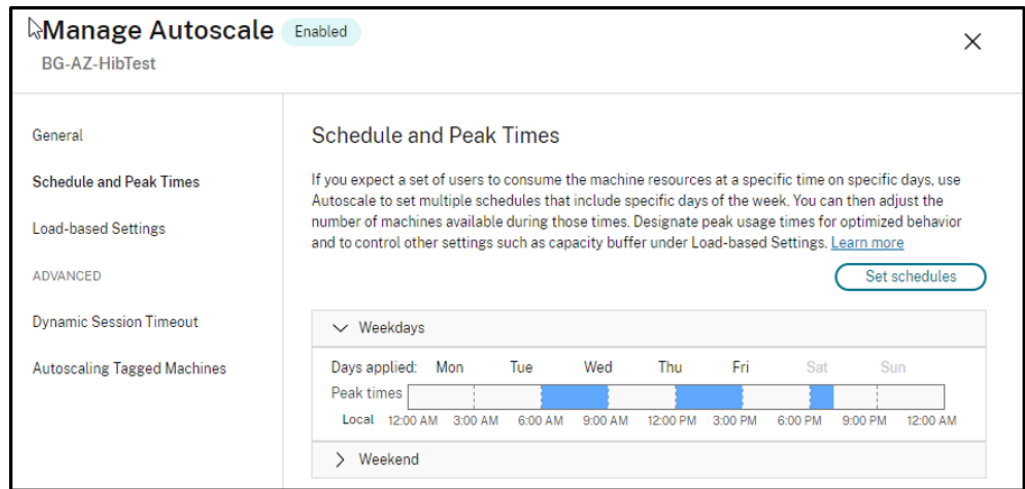 Manage Autoscale Enabled
BG-AZ-HibTest
General
Schedule and Peak Times
Load-based Settings
ADVANCED
Dynamic Session Timeout
Autoscaling Tagged Machines
Schedule and Peak Times
If you expect a set of users to consume the machine resources at a specific time on specific days, use
Autoscale to set multiple schedules that include specific days of the week. You can then adjust the
number of machines available during those times. Designate peak usage times for optimized behavior
and to control other settings such as capacity buffer under Load-based Settings. Learn more
Set schedules
Weekdays
Days applied: Mon Tue Wed Thu Fri Sat Sun
Peak times
Local 12:00 AM 3:00 AM 6:00 AM 9:00 AM 12:00 PM 3:00 PM 6:00 PM 9:00 PM 12:00 AM
Weekend